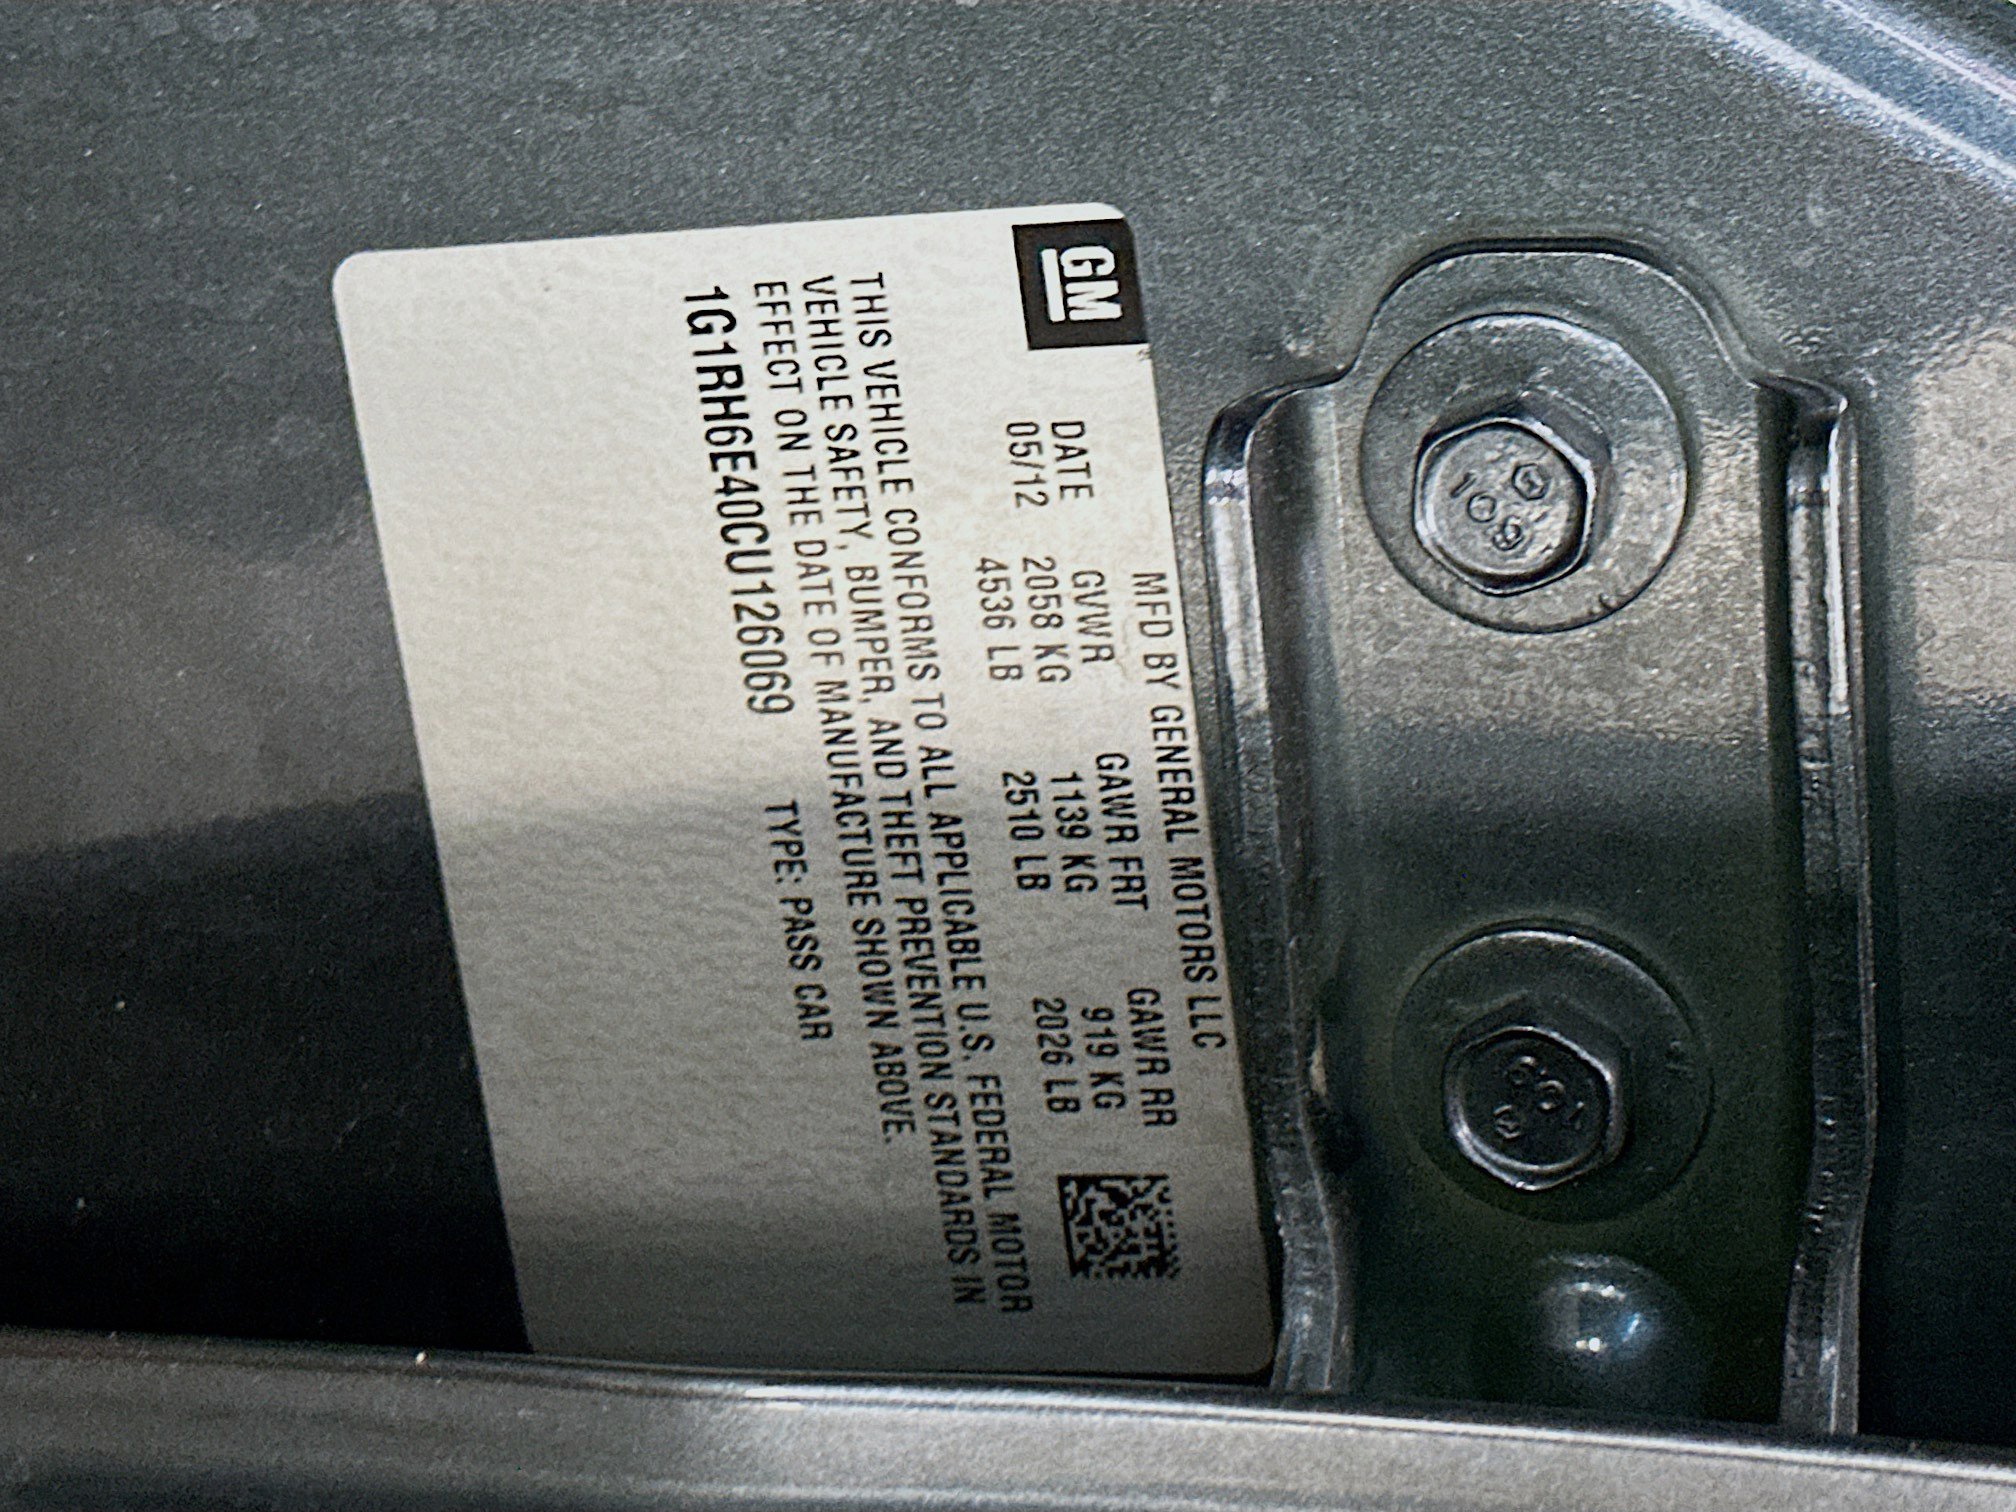 GM
MFD BY GENERAL MOTORS LLC
DATE GVWR GAWR FRT GAWR RR
05/12 2058 KG 1139 KG 919 KG
4536 LB 2510 LB 2026 LB
THIS VEHICLE CONFORMS TO ALL APPLICABLE U.S. FEDERAL MOTOR
VEHICLE SAFETY, BUMPER, AND THEFT PREVENTION STANDARDS IN
EFFECT ON THE DATE OF MANUFACTURE SHOWN ABOVE.
1G1RH6E40CU126069 TYPE: PASS CAR
109
109